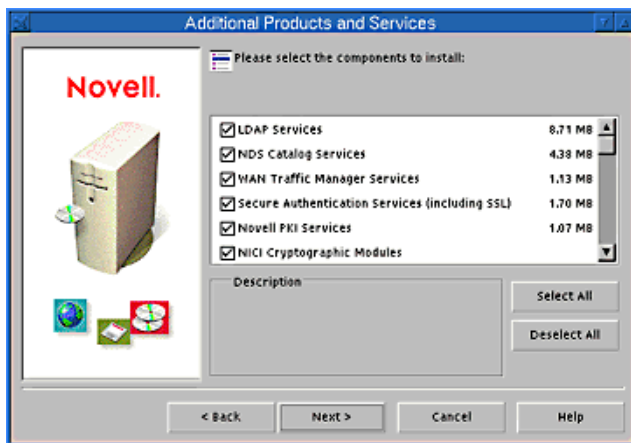 Additional Products and Services
Novell.
Please select the components to install:
LDAP Services 8.71 MB
NDS Catalog Services 4.38 MB
WAN Traffic Manager Services 1.13 MB
Secure Authentication Services (including SSL) 1.70 MB
Novell PKI Services 1.07 MB
NICI Cryptographic Modules
Description
Select All
Deselect All
< Back Next > Cancel Help